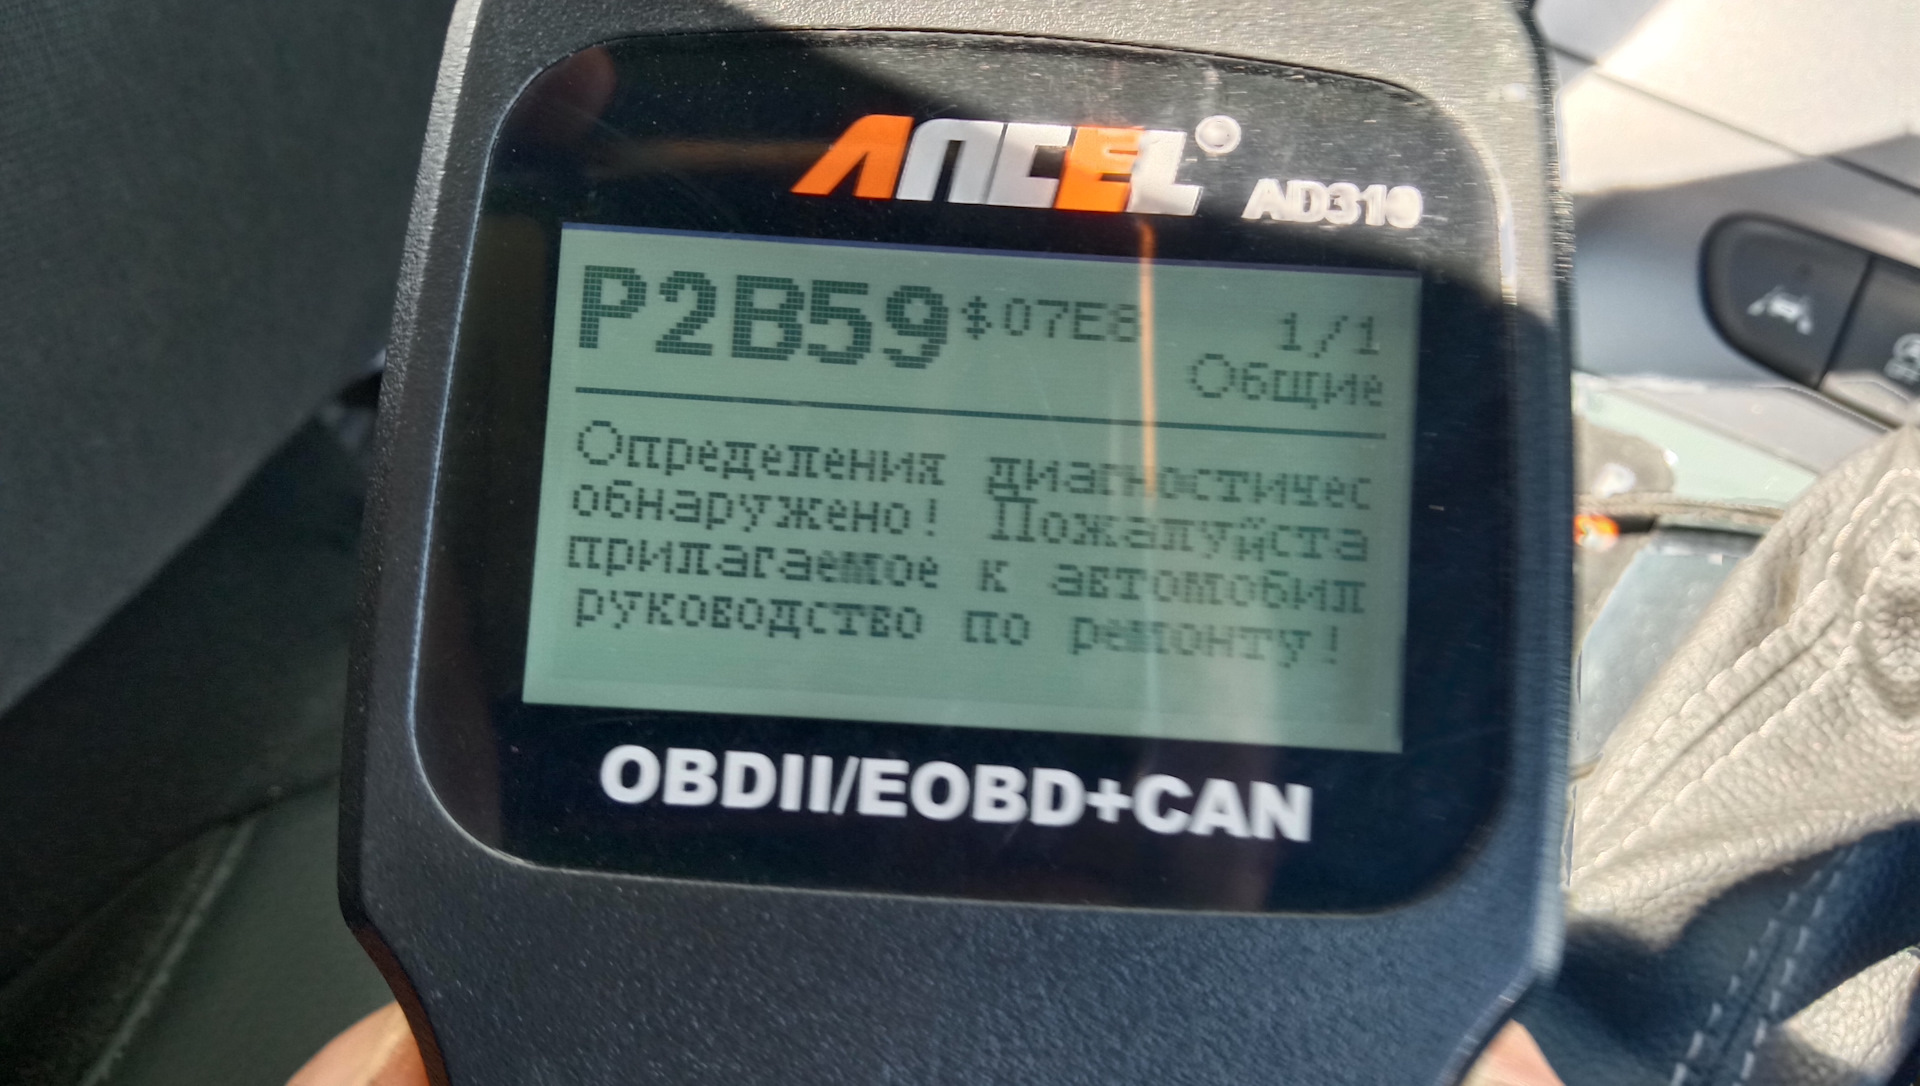 ANCEL®
AD310
P2B59 $07E8 1/1
Общие
Определения диагностичес
обнаружено! Пожалуйста
прилагаемое к автомобил
руководство по ремонту!
OBDII/EOBD+CAN